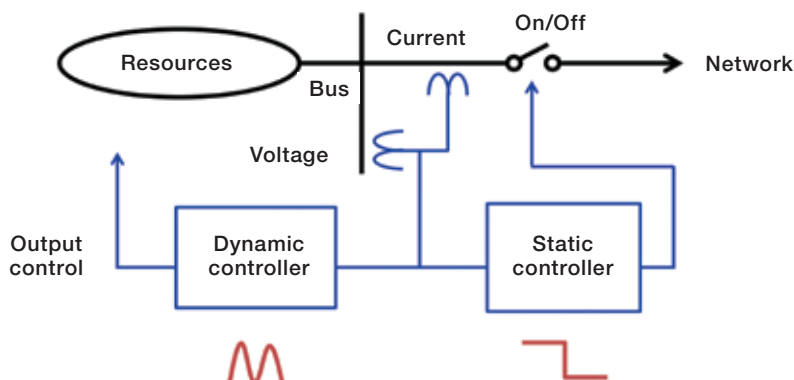 On/Off
Current
Resources
Network
Bus
Voltage
Output
control
Dynamic
controller
Static
controller